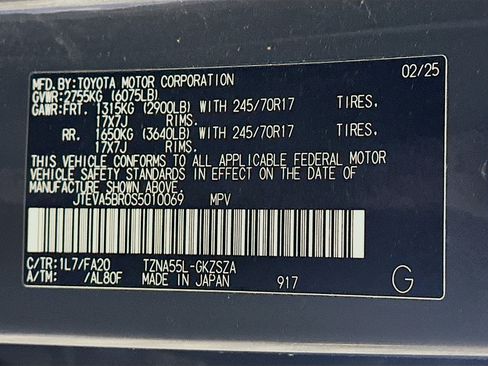 MFD.BY:TOYOTA MOTOR CORPORATION 02/25
GVWR:2755KG (6075LB)
GAWR:FRT. 1315KG (2900LB) WITH 245/70R17 TIRES.
17X7J RIMS.
RR. 1650KG (3640LB) WITH 245/70R17 TIRES.
17X7J RIMS.
THIS VEHICLE CONFORMS TO ALL APPLICABLE FEDERAL MOTOR
VEHICLE SAFETY STANDARDS IN EFFECT ON THE DATE OF
MANUFACTURE SHOWN ABOVE.
JTEVA5BR0S5010069 MPV
C/TR:1L7/FA20 TZNA55L-GKZSZA
A/TM: /AL80F MADE IN JAPAN 917 G